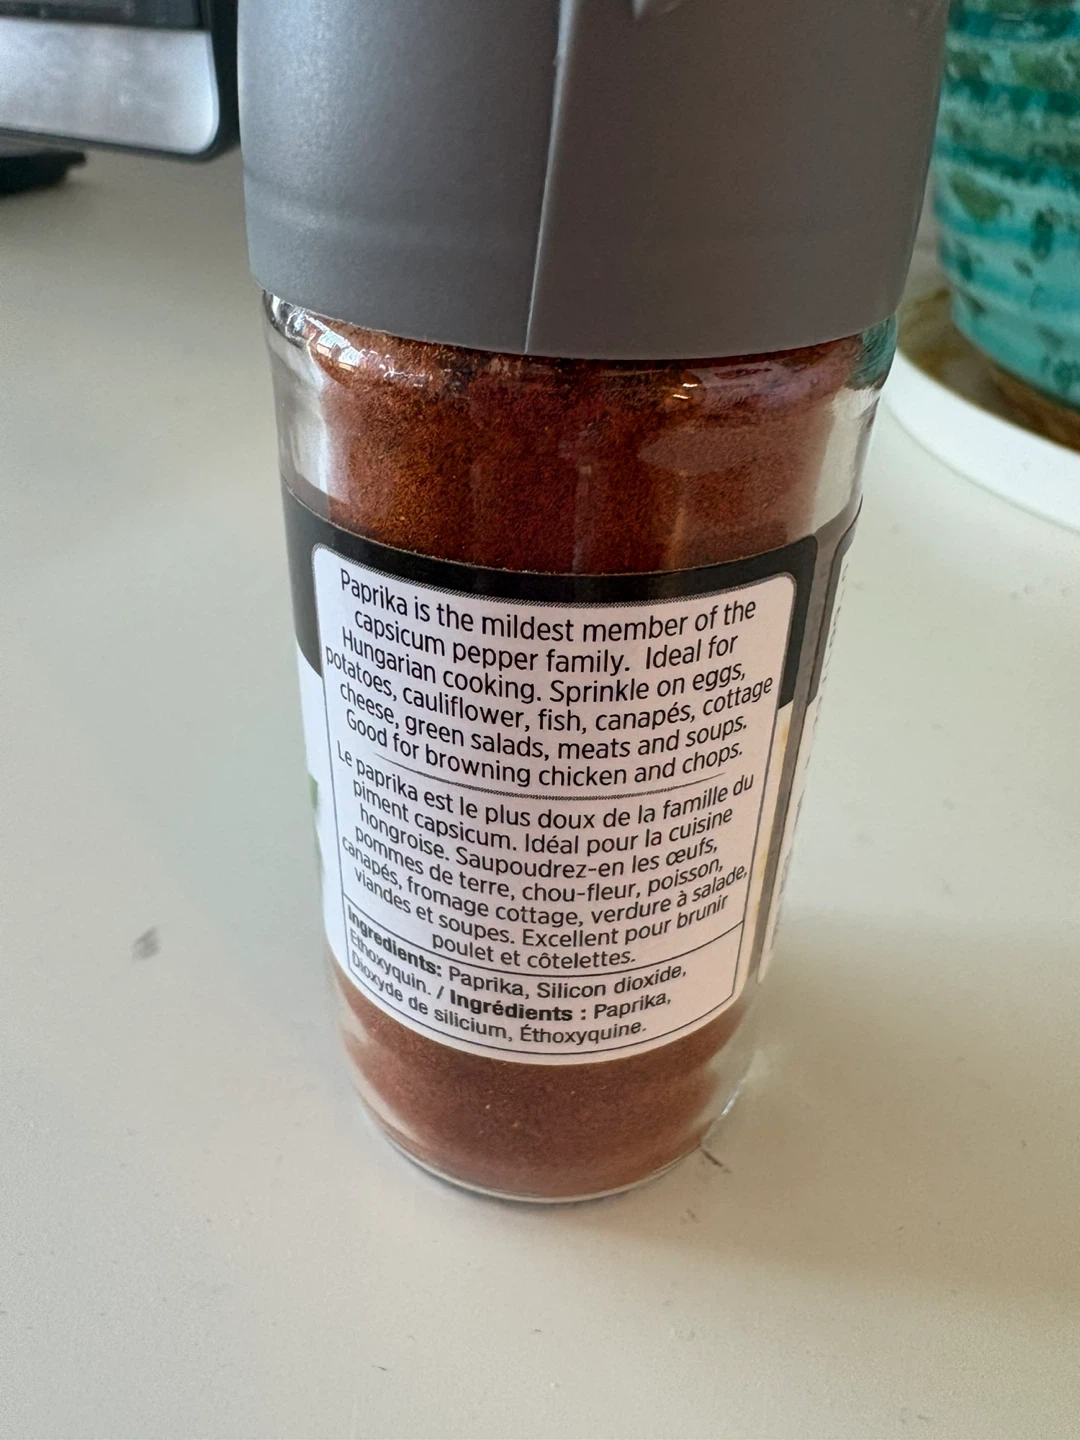 Paprika is the mildest member of the
capsicum pepper family. Ideal for
Hungarian cooking. Sprinkle on eggs,
potatoes, cauliflower, fish, canapés, cottage
cheese, green salads, meats and soups.
Good for browning chicken and chops.
Le paprika est le plus doux de la famille du
piment capsicum. Idéal pour la cuisine
hongroise. Saupoudrez-en les œufs,
pommes de terre, chou-fleur, poisson,
canapés, fromage cottage, verdure à salade,
viandes et soupes. Excellent pour brunir
poulet et côtelettes.
Ingredients: Paprika, Silicon dioxide,
Ethoxyquin. / Ingrédients : Paprika,
Dioxyde de silicium, Éthoxyquine.